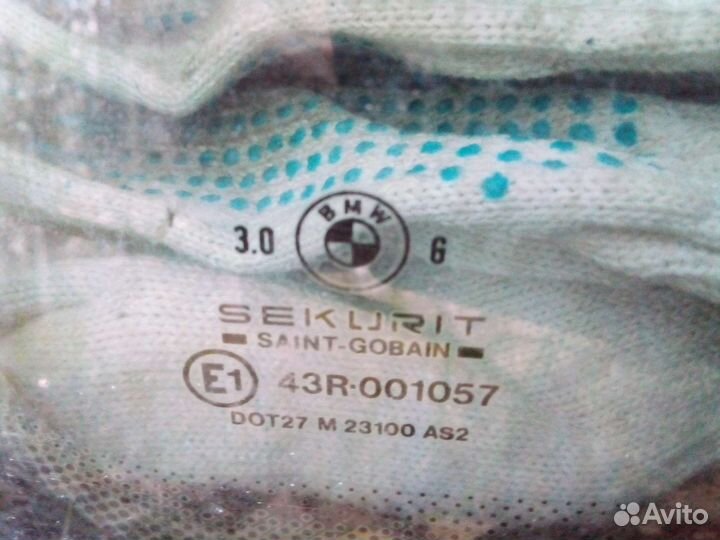 BMW
3.0 6
SEKURIT
SAINT-GOBAIN
E1 43R-001057
DOT27 M 23100 AS2
Avito